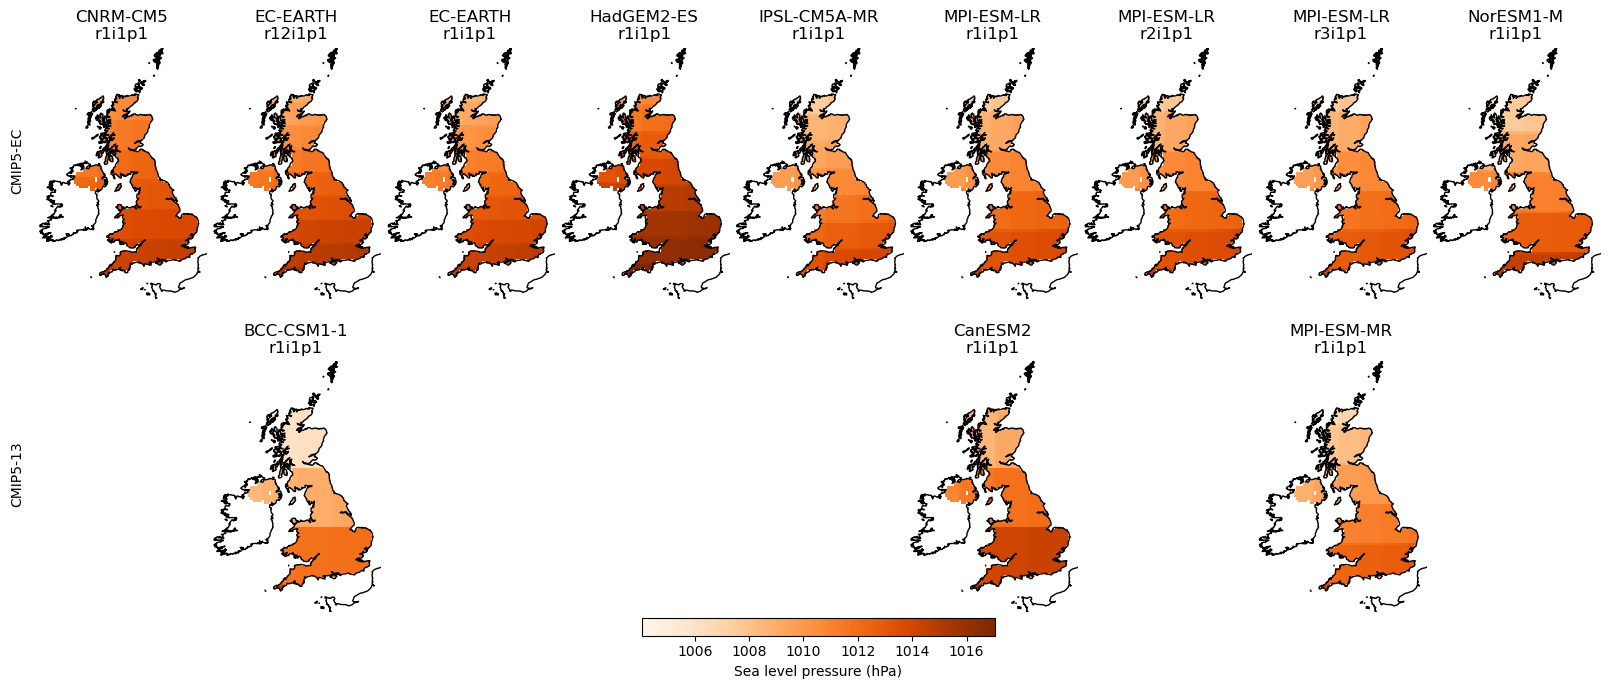 CNRM-CM5
r1i1p1
EC-EARTH
r12i1p1
EC-EARTH
r1i1p1
HadGEM2-ES
r1i1p1
IPSL-CM5A-MR
r1i1p1
MPI-ESM-LR
r1i1p1
MPI-ESM-LR
r2i1p1
MPI-ESM-LR
r3i1p1
NorESM1-M
r1i1p1
CMIP5-EC
BCC-CSM1-1
r1i1p1
CanESM2
r1i1p1
MPI-ESM-MR
r1i1p1
CMIP5-13
1006 1008 1010 1012 1014 1016
Sea level pressure (hPa)